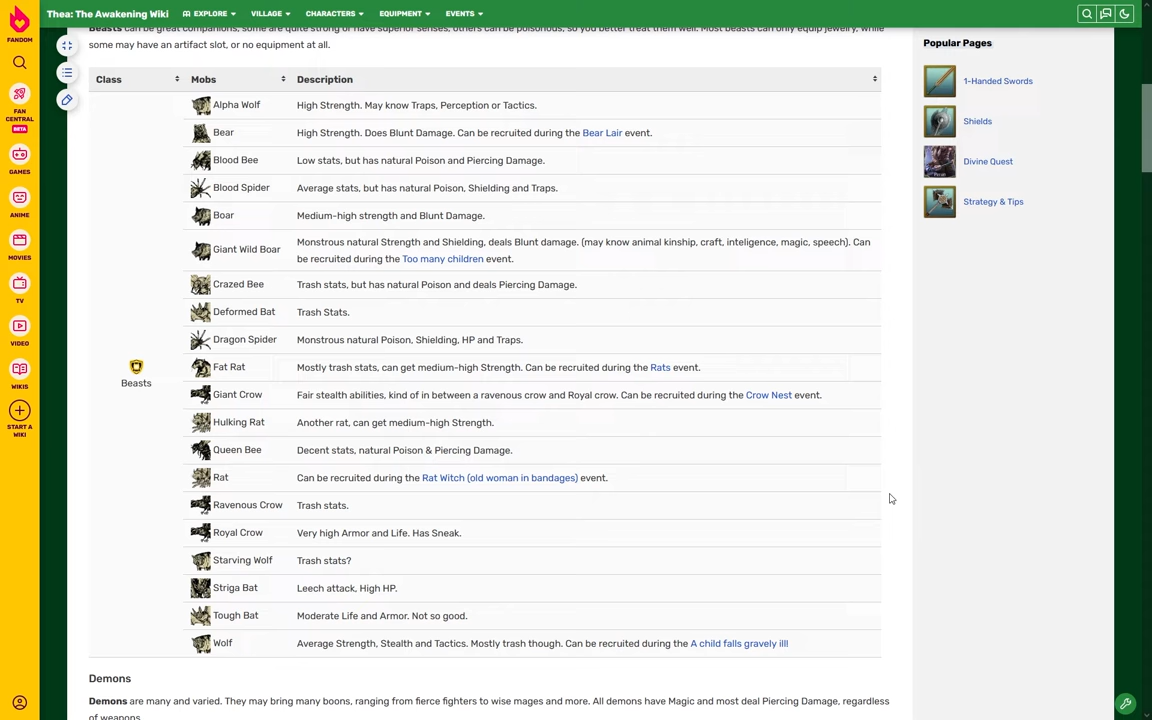 Thea: The Awakening Wiki
EXPLORE
VILLAGE
CHARACTERS
EQUIPMENT
EVENTS
FANDOM
FAN CENTRAL
BETA
GAMES
ANIME
MOVIES
TV
VIDEO
WIKIS
START A WIKI
Beasts can be great companions, some are quite strong or have superior senses, others can be poisonous, so you better treat them well. Most beasts can only equip jewelry, while
some may have an artifact slot, or no equipment at all.
Class Mobs Description
Beasts
Alpha Wolf High Strength. May know Traps, Perception or Tactics.
Bear High Strength. Does Blunt Damage. Can be recruited during the Bear Lair event.
Blood Bee Low stats, but has natural Poison and Piercing Damage.
Blood Spider Average stats, but has natural Poison, Shielding and Traps.
Boar Medium-high strength and Blunt Damage.
Giant Wild Boar Monstrous natural Strength and Shielding, deals Blunt damage. (may know animal kinship, craft, inteligence, magic, speech). Can
be recruited during the Too many children event.
Crazed Bee Trash stats, but has natural Poison and deals Piercing Damage.
Deformed Bat Trash Stats.
Dragon Spider Monstrous natural Poison, Shielding, HP and Traps.
Fat Rat Mostly trash stats, can get medium-high Strength. Can be recruited during the Rats event.
Giant Crow Fair stealth abilities, kind of in between a ravenous crow and Royal crow. Can be recruited during the Crow Nest event.
Hulking Rat Another rat, can get medium-high Strength.
Queen Bee Decent stats, natural Poison & Piercing Damage.
Rat Can be recruited during the Rat Witch (old woman in bandages) event.
Ravenous Crow Trash stats.
Royal Crow Very high Armor and Life. Has Sneak.
Starving Wolf Trash stats?
Striga Bat Leech attack, High HP.
Tough Bat Moderate Life and Armor. Not so good.
Wolf Average Strength, Stealth and Tactics. Mostly trash though. Can be recruited during the A child falls gravely ill!
Demons
Demons are many and varied. They may bring many boons, ranging from fierce fighters to wise mages and more. All demons have Magic and most deal Piercing Damage, regardless
of weapons.
Popular Pages
1-Handed Swords
Shields
Divine Quest
Strategy & Tips